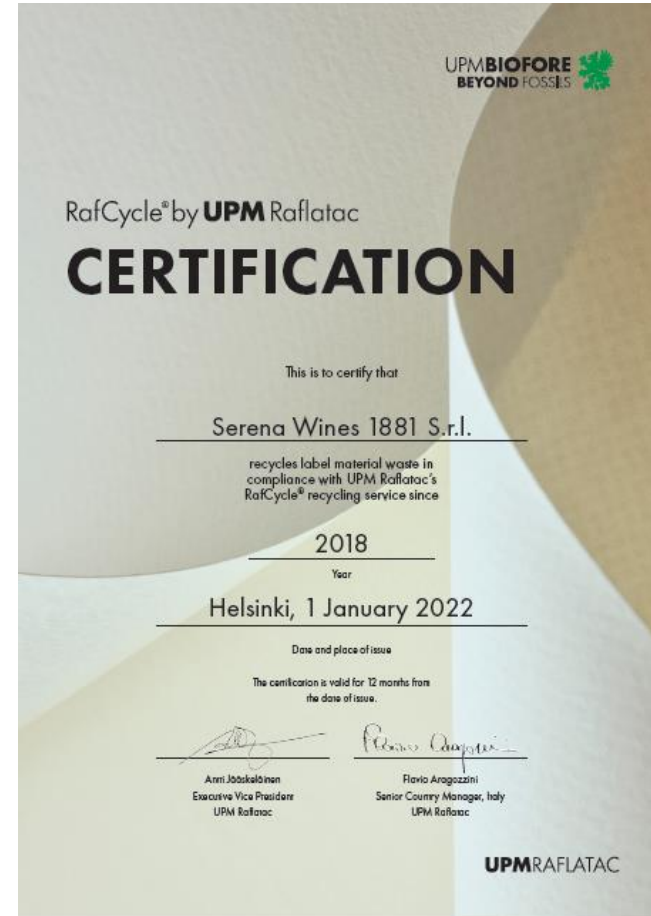 UPMBIOFORE
BEYOND FOSSILS
RafCycle® by UPM Raflatac
CERTIFICATION
This is to certify that
Serena Wines 1881 S.r.l.
recycles label material waste in
compliance with UPM Raflatac's
RafCycle® recycling service since
2018
Year
Helsinki, 1 January 2022
Date and place of issue
The certification is valid for 12 months from
the date of issue.
Antti Jääskeläinen
Executive Vice President
UPM Raflatac
Flavio Aragozzini
Senior Country Manager, Italy
UPM Raflatac
UPMRAFLATAC